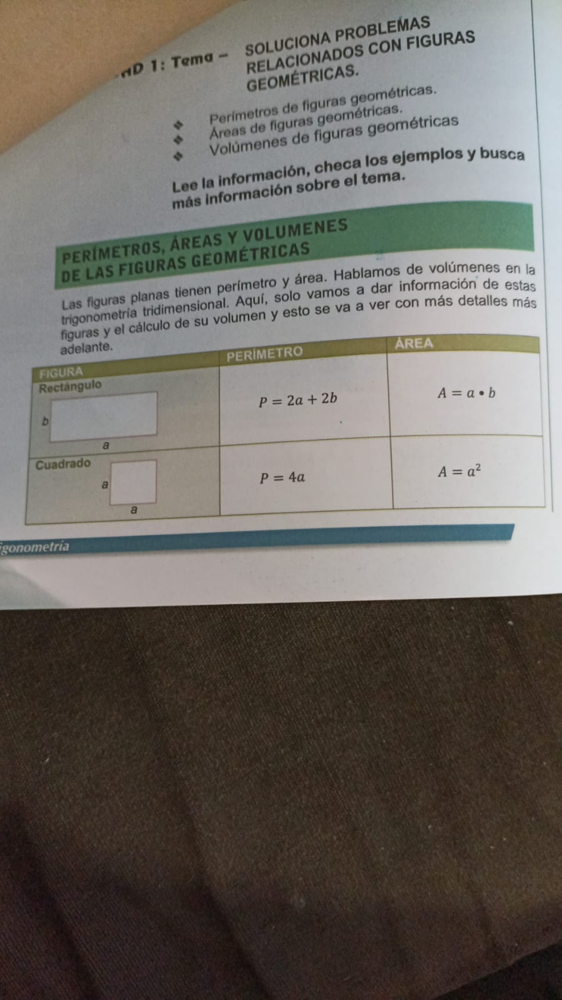 AD 1: Tema – SOLUCIONA PROBLEMAS
RELACIONADOS CON FIGURAS
GEOMÉTRICAS.
❖ Perímetros de figuras geométricas.
❖ Áreas de figuras geométricas.
❖ Volúmenes de figuras geométricas
Lee la información, checa los ejemplos y busca
más información sobre el tema.
PERÍMETROS, ÁREAS Y VOLUMENES
DE LAS FIGURAS GEOMÉTRICAS
Las figuras planas tienen perímetro y área. Hablamos de volúmenes en la
trigonometría tridimensional. Aquí, solo vamos a dar información de estas
figuras y el cálculo de su volumen y esto se va a ver con más detalles más
adelante.
FIGURA PERÍMETRO ÁREA
Rectángulo
b
a
P = 2a + 2b
A = a • b
Cuadrado
a
a
P = 4a
A = a²
igonometría